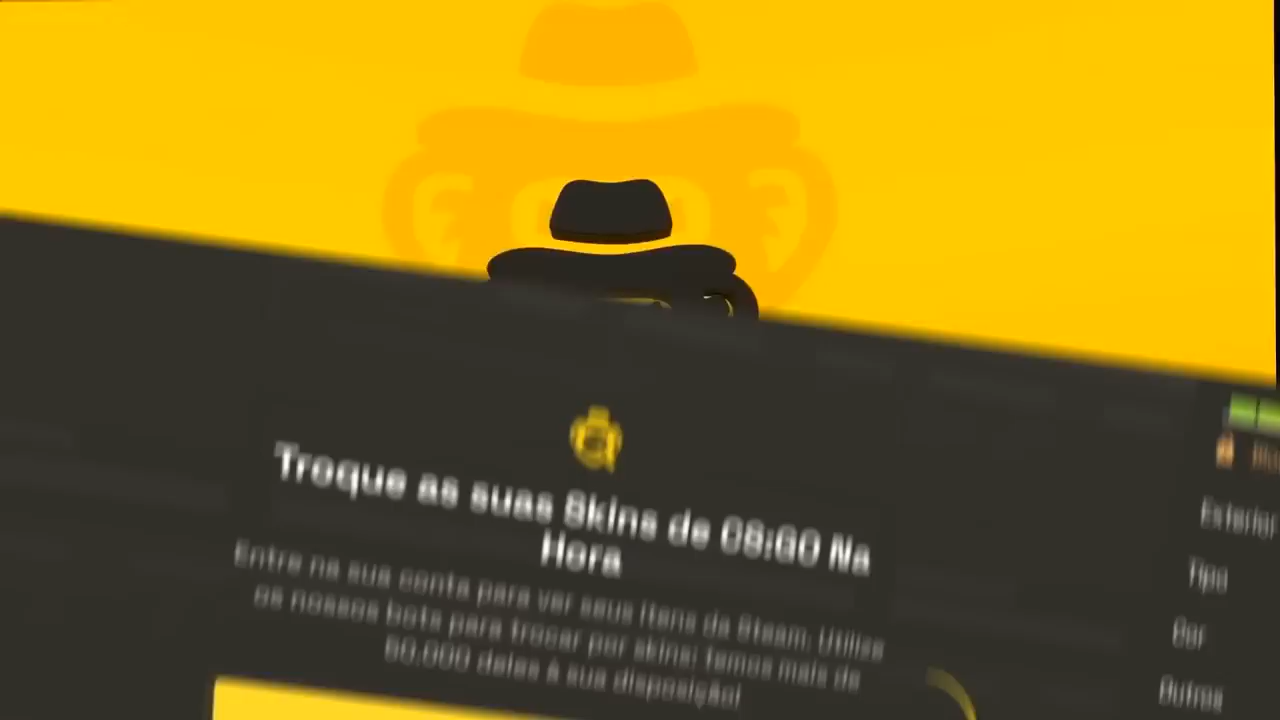 Troque as suas Skins de CS:GO Na
Hora
Entre na sua conta para ver seus itens da Steam. Utilize
os nossos bots para trocar por skins: temos mais de
50.000 delas à sua disposição!
Exterior
Tipo
Cor
Outros